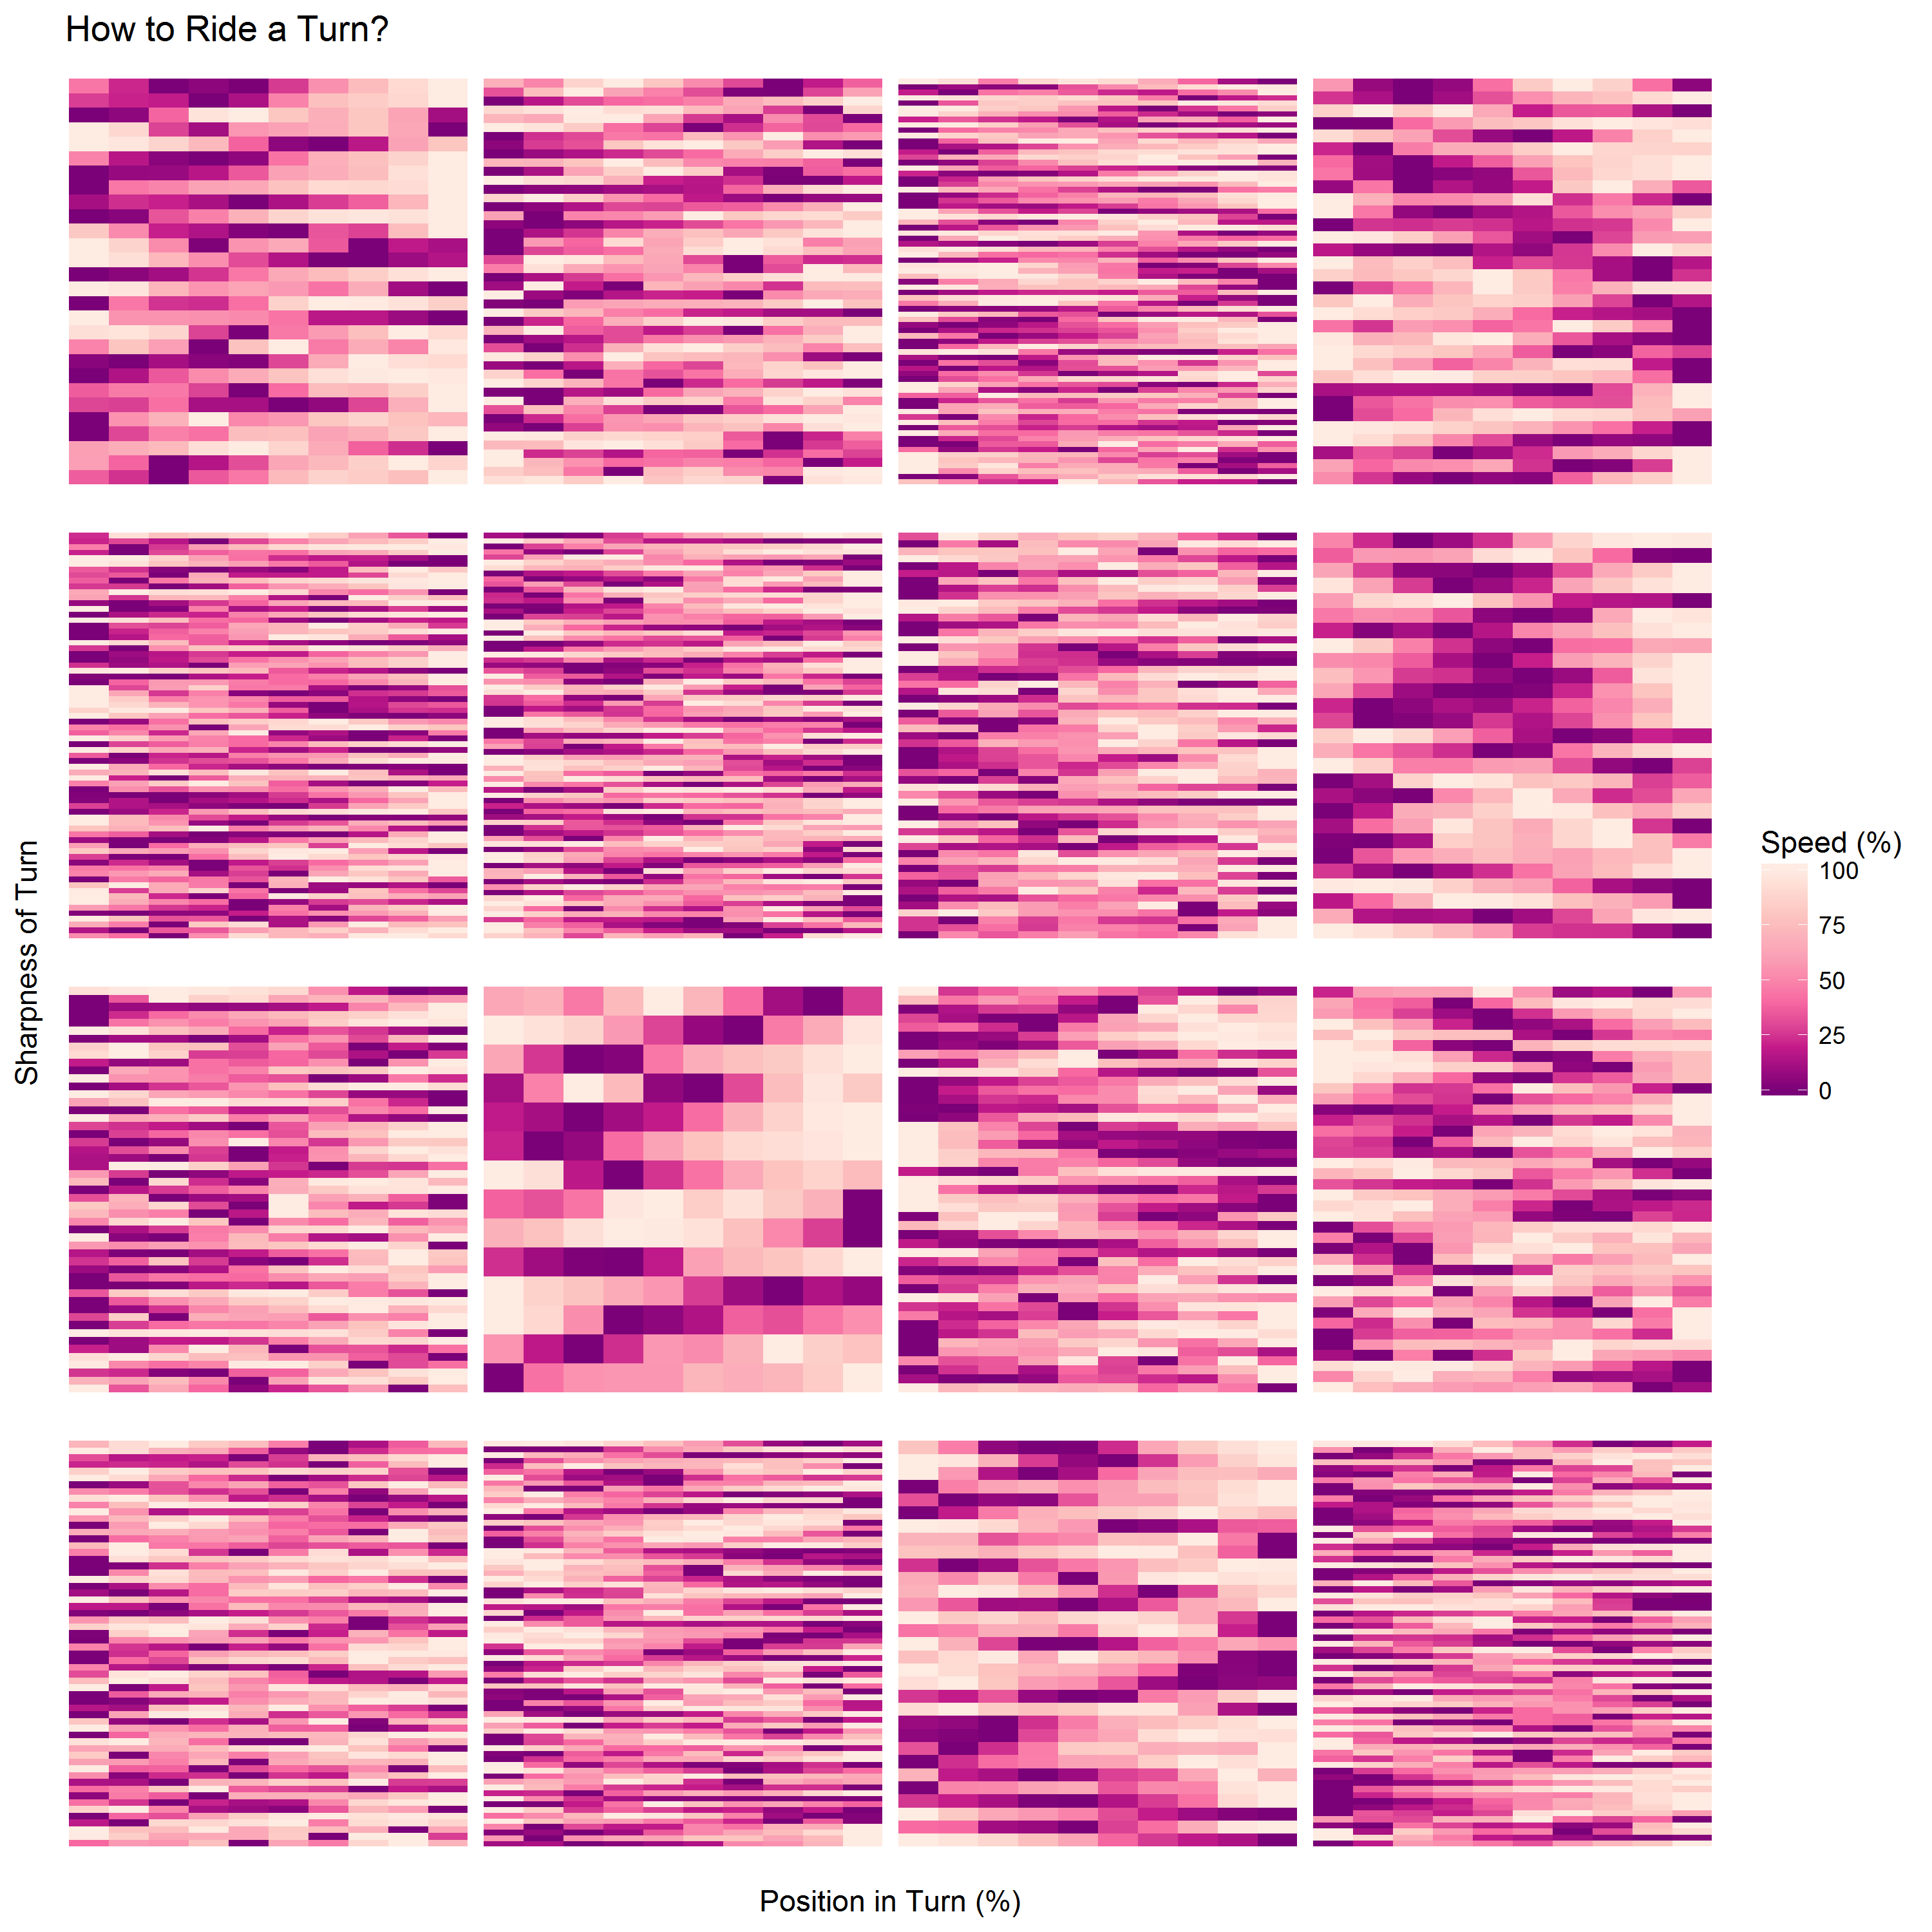 How to Ride a Turn?
Sharpness of Turn
Speed (%)
100
75
50
25
0
Position in Turn (%)